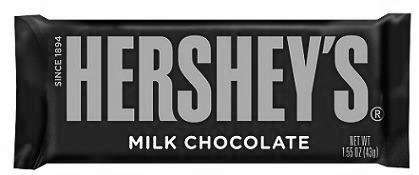 SINCE 1894
HERSHEY'S®
MILK CHOCOLATE
NET WT
1.55 OZ (43g)